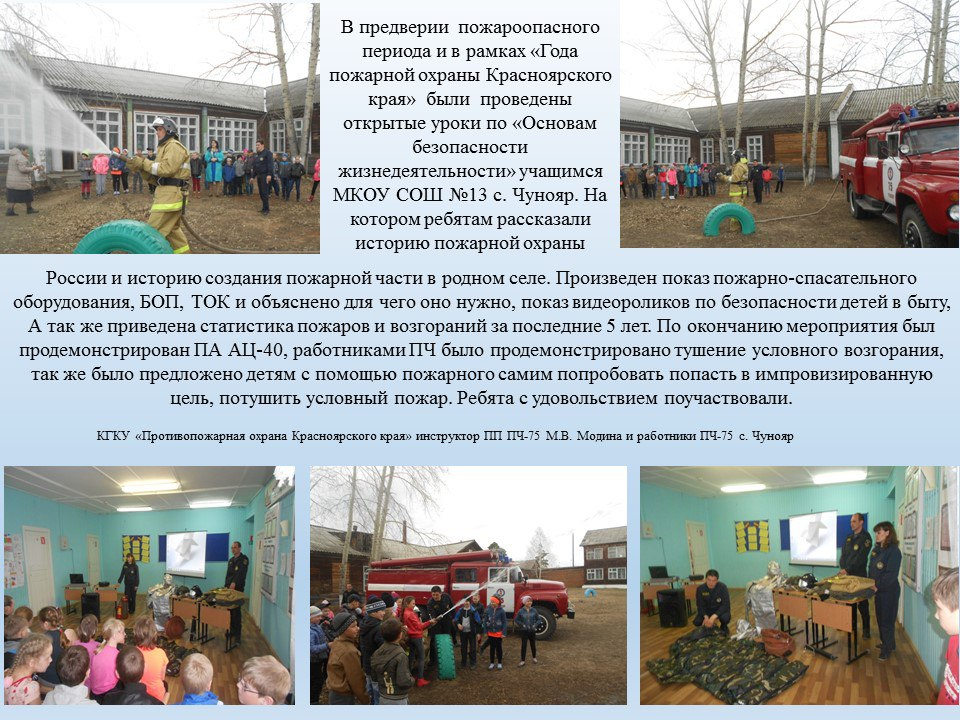 В предверии пожароопасного
периода и в рамках «Года
пожарной охраны Красноярского
края» были проведены
открытые уроки по «Основам
безопасности
жизнедеятельности» учащимся
МКОУ СОШ №13 с. Чунояр. На
котором ребятам рассказали
историю пожарной охраны
России и историю создания пожарной части в родном селе. Произведен показ пожарно-спасательного
оборудования, БОП, ТОК и объяснено для чего оно нужно, показ видеороликов по безопасности детей в быту,
А так же приведена статистика пожаров и возгораний за последние 5 лет. По окончанию мероприятия был
продемонстрирован ПА АЦ-40, работниками ПЧ было продемонстрировано тушение условного возгорания,
так же было предложено детям с помощью пожарного самим попробовать попасть в импровизированную
цель, потушить условный пожар. Ребята с удовольствием поучаствовали.
КГКУ «Противопожарная охрана Красноярского края» инструктор ПП ПЧ-75 М.В. Модина и работники ПЧ-75 с. Чунояр